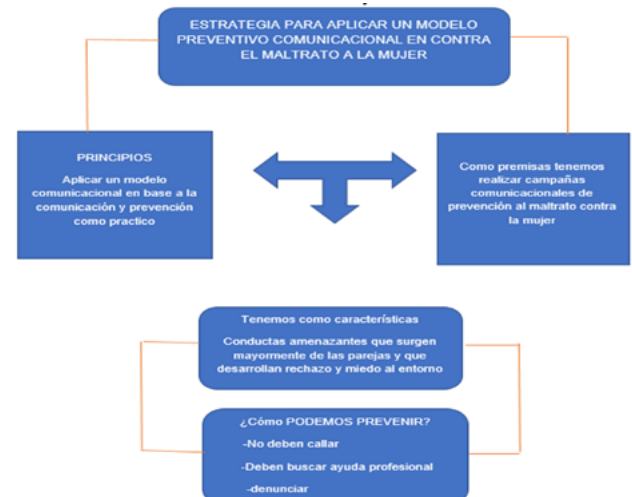 ESTRATEGIA PARA APLICAR UN MODELO
PREVENTIVO COMUNICACIONAL EN CONTRA
EL MALTRATO A LA MUJER
PRINCIPIOS
Aplicar un modelo
comunicacional en base a la
comunicación y prevención
como practico
Como premisas tenemos
realizar campañas
comunicacionales de
prevención al maltrato contra
la mujer
Tenemos como características
Conductas amenazantes que surgen
mayormente de las parejas y que
desarrollan rechazo y miedo al entorno
¿Cómo PODEMOS PREVENIR?
-No deben callar
-Deben buscar ayuda profesional
-denunciar